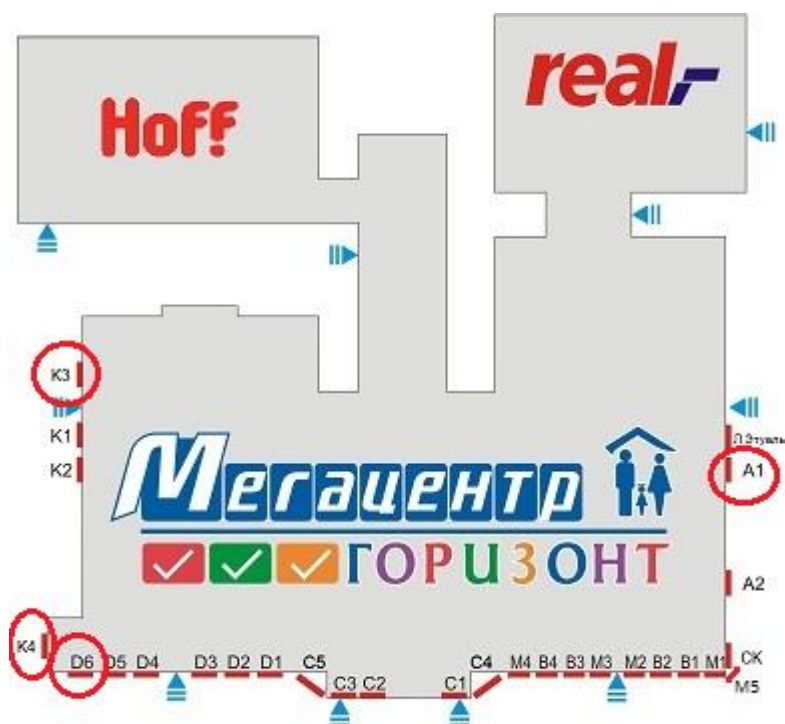 Hoff
real,-
K3
K1
K2
Л.Этуаль
A1
Мегацентр
ГОРИЗОНТ
A2
K4
D6 D5 D4 D3 D2 D1 C5 C3 C2 C1 C4 M4 B4 B3 M3 M2 B2 B1 M1 CK
M5